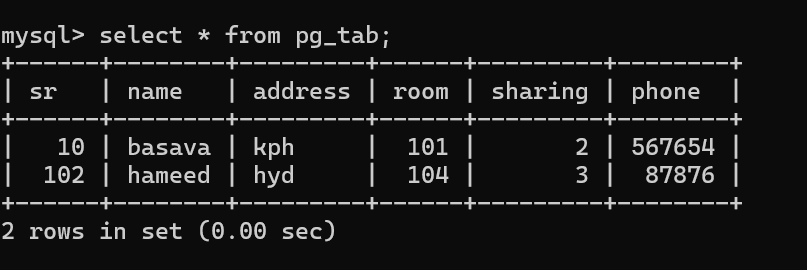 mysql> select * from pg_tab;
+------+--------+---------+------+---------+--------+
| sr   | name   | address | room | sharing | phone  |
+------+--------+---------+------+---------+--------+
|   10 | basava | kph     |  101 |       2 | 567654 |
|  102 | hameed | hyd     |  104 |       3 |  87876 |
+------+--------+---------+------+---------+--------+
2 rows in set (0.00 sec)